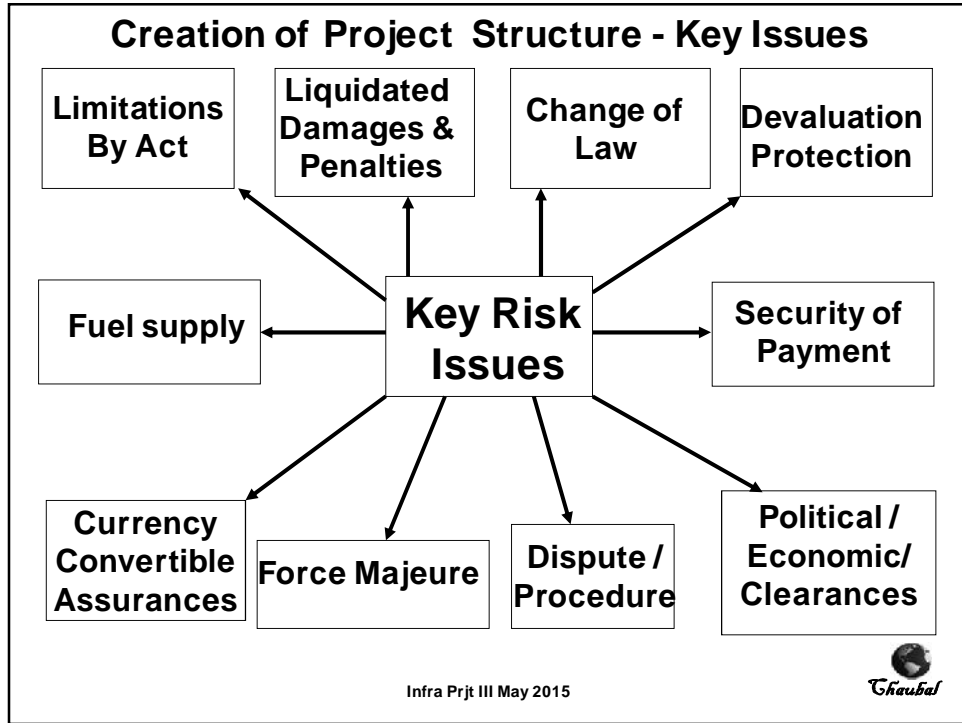 Creation of Project Structure - Key Issues
Limitations
By Act
Liquidated
Damages &
Penalties
Change of
Law
Devaluation
Protection
Fuel supply
Key Risk
Issues
Security of
Payment
Currency
Convertible
Assurances
Force Majeure
Dispute /
Procedure
Political /
Economic/
Clearances
Infra Prjt III May 2015
Chaubal